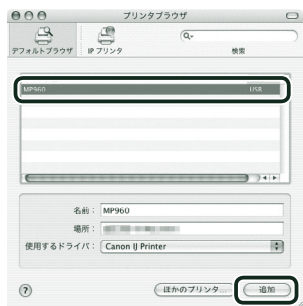 プリンタブラウザ
デフォルトブラウザ IP プリンタ 検索
MP960 USB
名前： MP960
場所：
使用するドライバ： Canon IJ Printer
? ほかのプリンタ... 追加